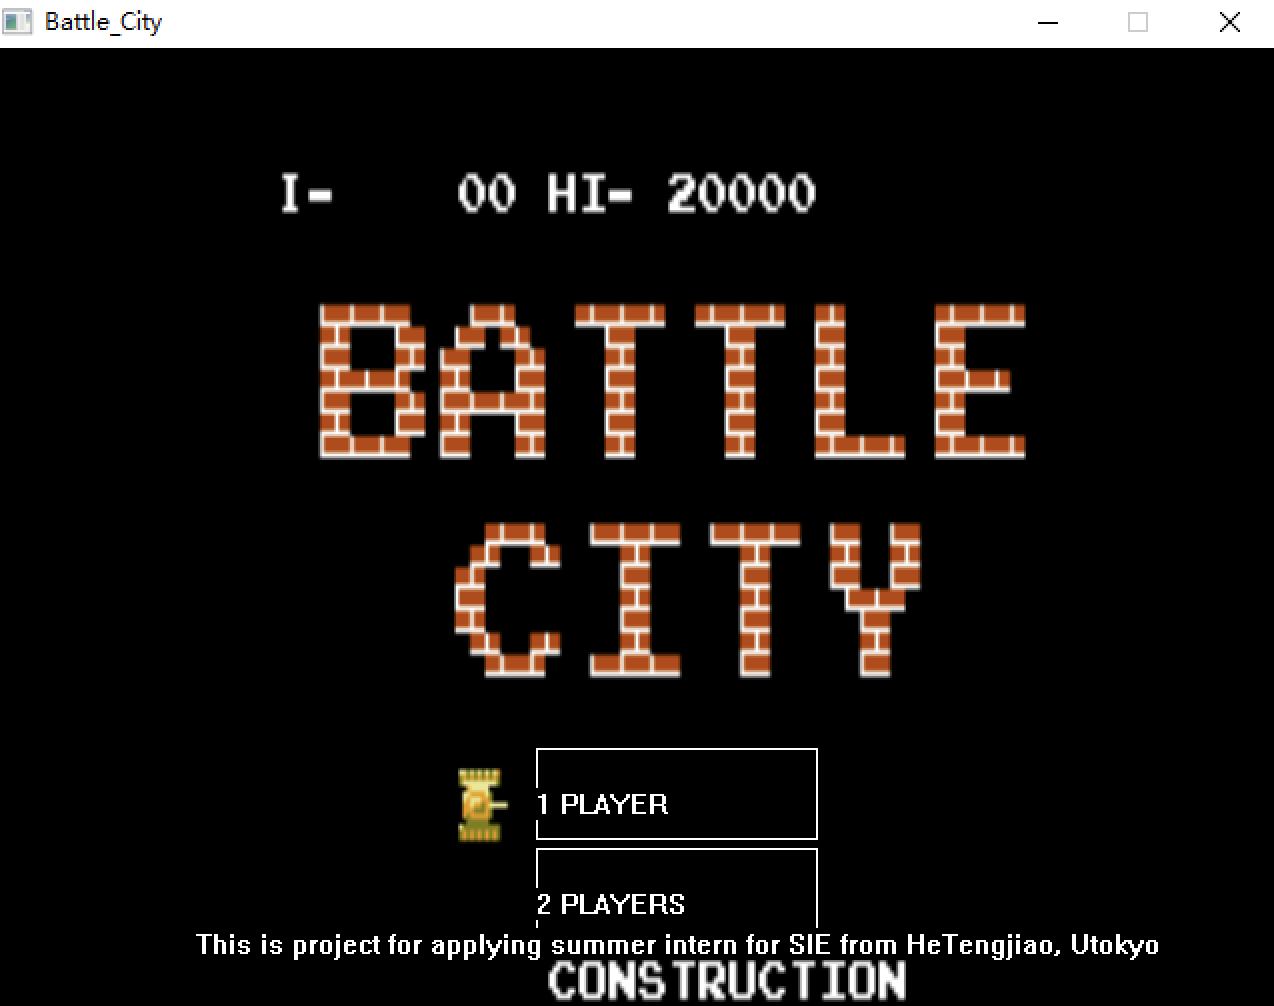 Battle_City
I- 00 HI- 20000
BATTLE
CITY
1 PLAYER
2 PLAYERS
This is project for applying summer intern for SIE from HeTengjiao, Utokyo
CONSTRUCTION